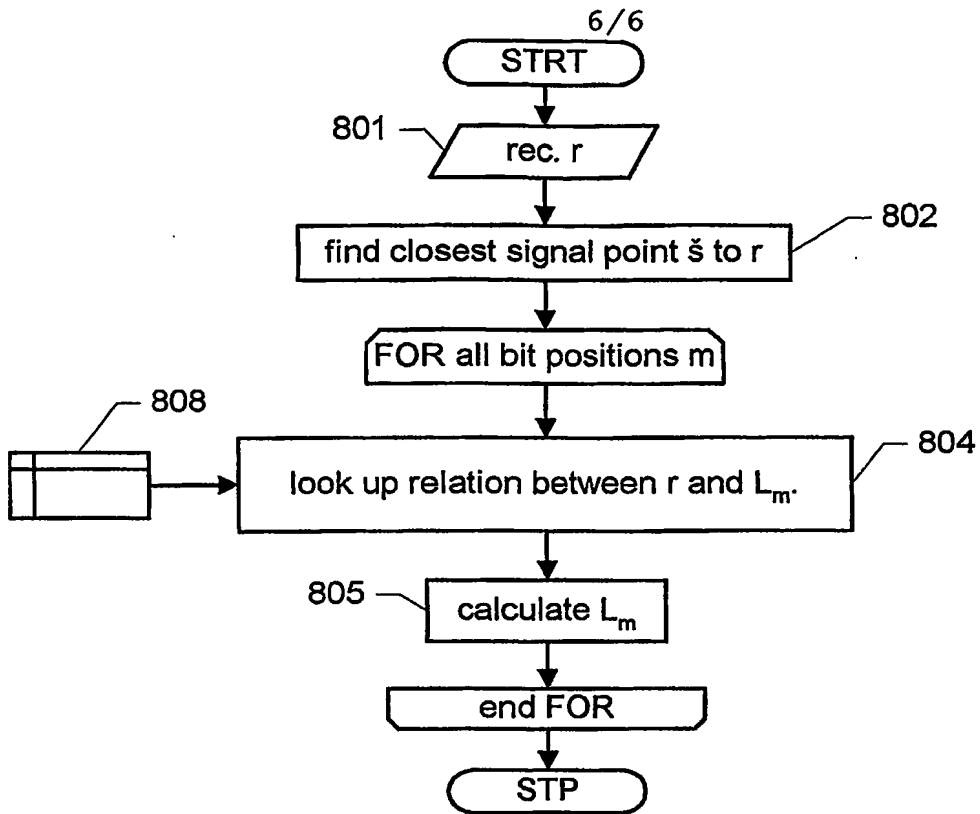 6/6
STRT
801
rec. r
802
find closest signal point š to r
FOR all bit positions m
808
804
look up relation between r and Lₘ.
805
calculate Lₘ
end FOR
STP